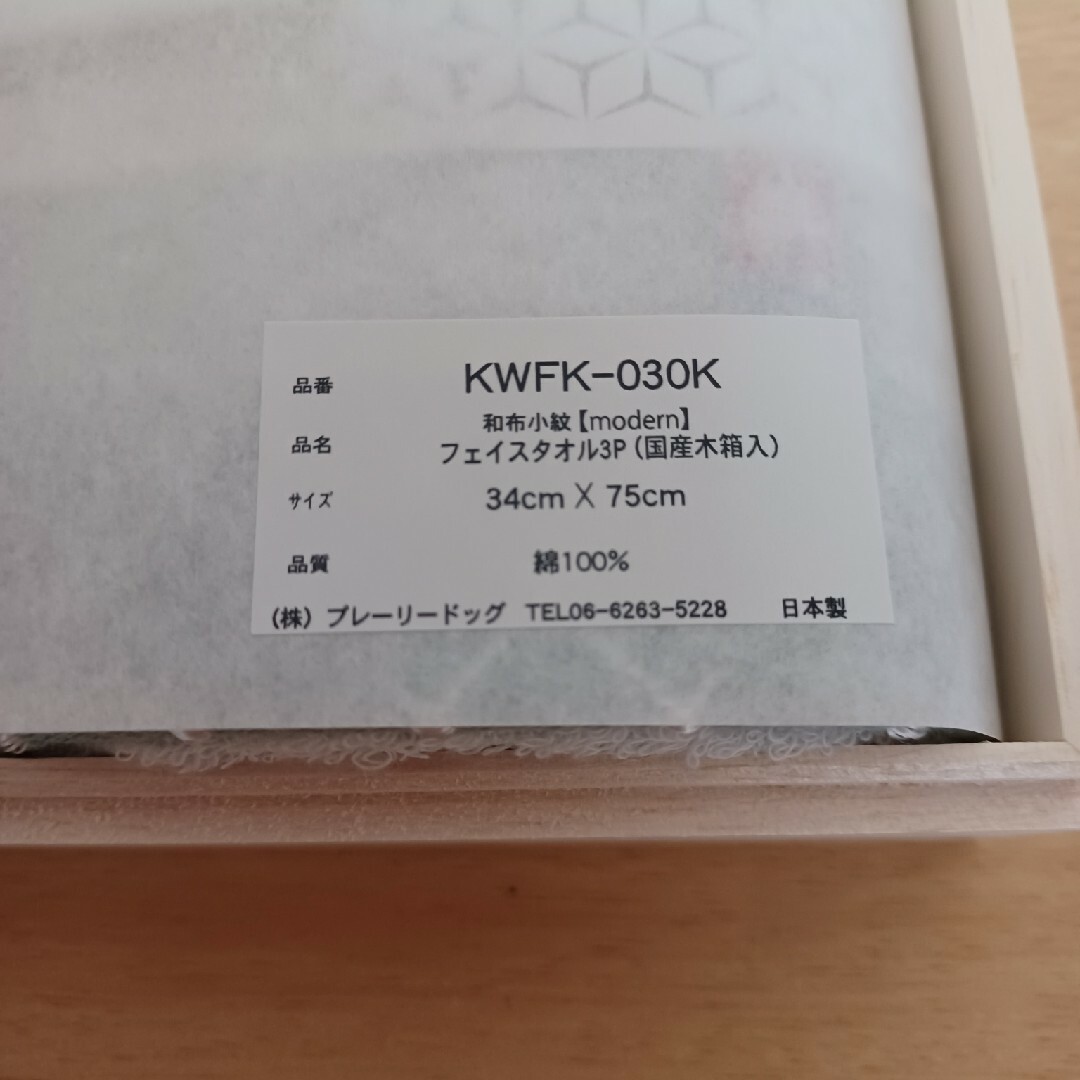 品番 KWFK-030K
品名 和布小紋【modern】
フェイスタオル3P（国産木箱入）
サイズ 34cm X 75cm
品質 綿100%
（株）プレーリードッグ TEL06-6263-5228 日本製